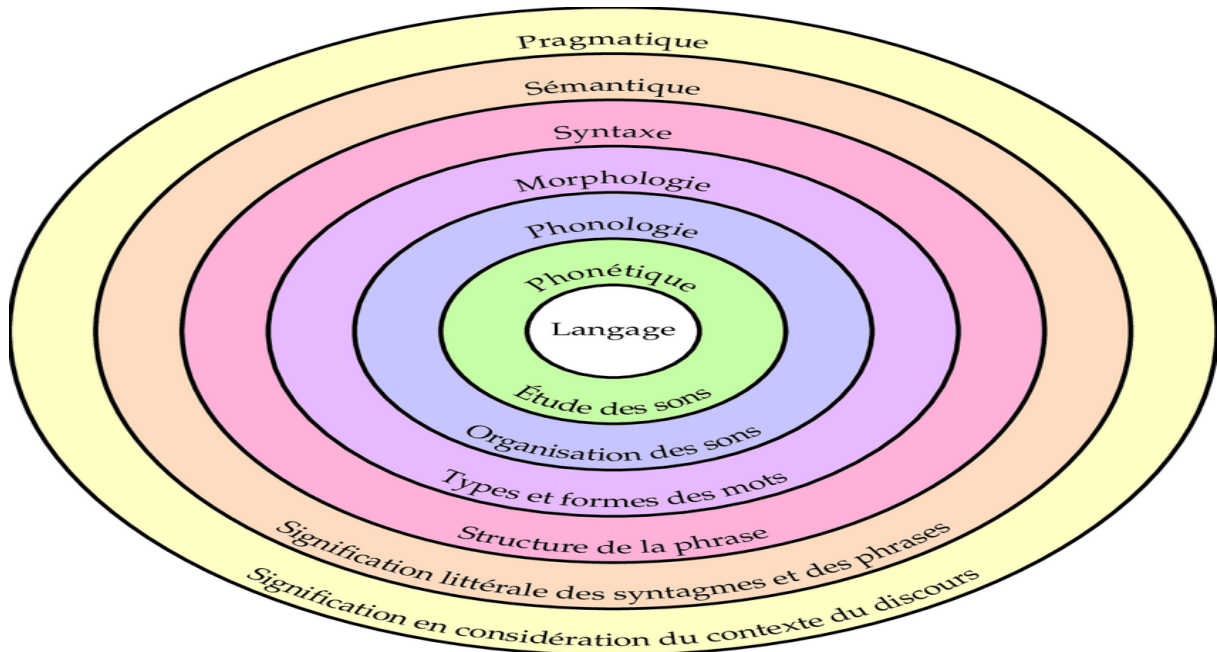 Pragmatique
Sémantique
Syntaxe
Morphologie
Phonologie
Phonétique
Langage
Étude des sons
Organisation des sons
Types et formes des mots
Structure de la phrase
Signification littérale des syntagmes et des phrases
Signification en considération du contexte du discours